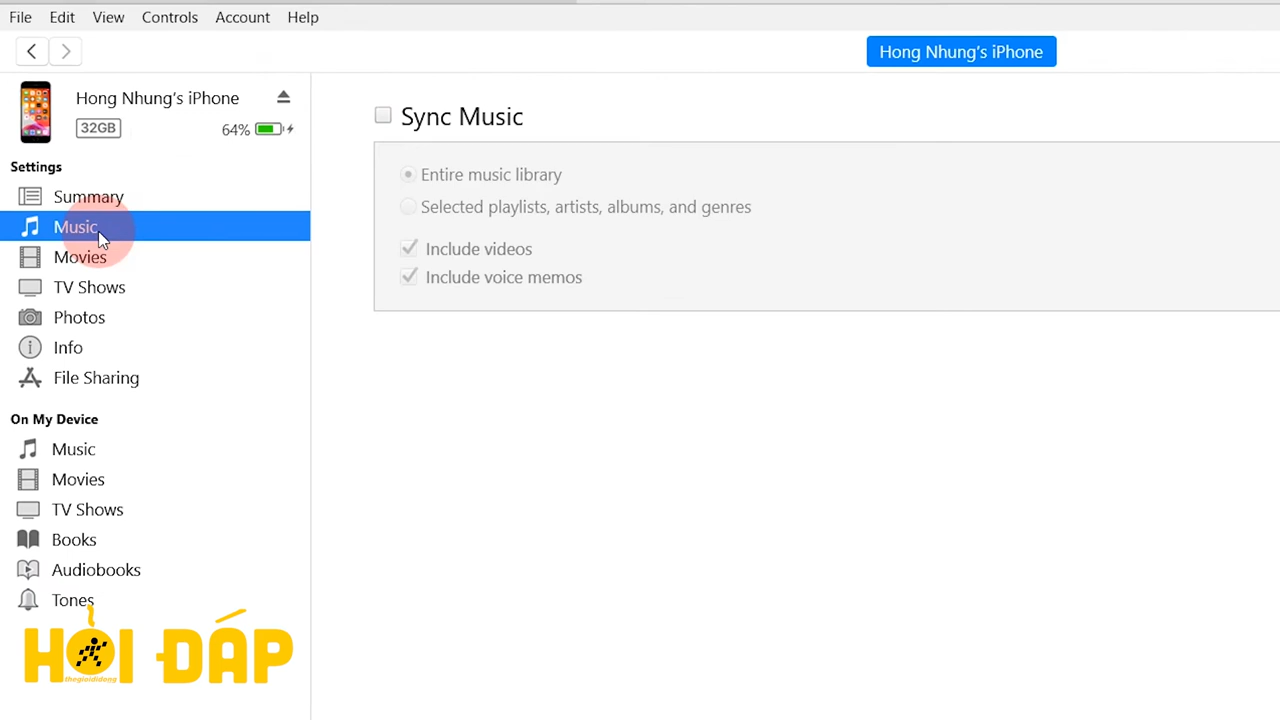 File Edit View Controls Account Help
Hong Nhung's iPhone
Hong Nhung's iPhone
32GB 64%
Settings
Summary
Music
Movies
TV Shows
Photos
Info
File Sharing
On My Device
Music
Movies
TV Shows
Books
Audiobooks
Tones
Sync Music
Entire music library
Selected playlists, artists, albums, and genres
Include videos
Include voice memos
HỎI ĐÁP
thegioididong